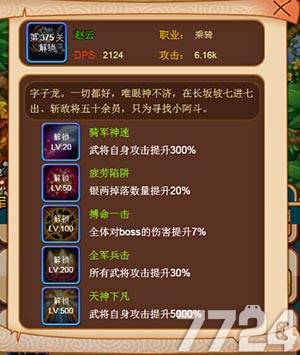 第375关
解锁
赵云
职业：
乘骑
DPS:
2124
攻击：
6.16k
字子龙。一切都好，唯眼神不济，在长坂坡七进七
出、斩敌将五十余员，只为寻找小阿斗。
解锁
LV:20
骑军神速
武将自身攻击提升300%
解锁
LV:50
疲劳陷阱
银两掉落数量提升20%
解锁
LV:100
搏命一击
全体对boss的伤害提升7%
解锁
LV:200
全军兵击
所有武将攻击提升30%
解锁
LV:500
天神下凡
武将自身攻击提升5000%
7724